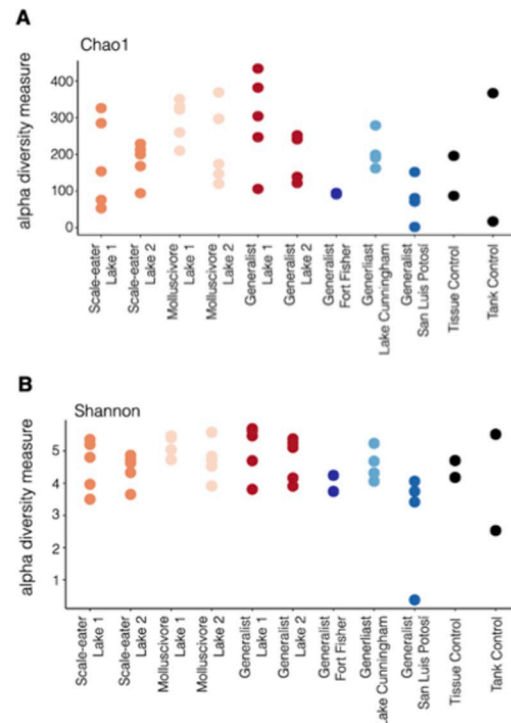 A
Chao1
alpha diversity measure
400
300
200
100
0
Scale-eater
Lake 1
Scale-eater
Lake 2
Molluscivore
Lake 1
Molluscivore
Lake 2
Generalist
Lake 1
Generalist
Lake 2
Generalist
Fort Fisher
Generliast
Lake Cunningham
Generalist
San Luis Potosi
Tissue Control
Tank Control
B
Shannon
alpha diversity measure
5
4
3
2
1
Scale-eater
Lake 1
Scale-eater
Lake 2
Molluscivore
Lake 1
Molluscivore
Lake 2
Generalist
Lake 1
Generalist
Lake 2
Generalist
Fort Fisher
Generliast
Lake Cunningham
Generalist
San Luis Potosi
Tissue Control
Tank Control